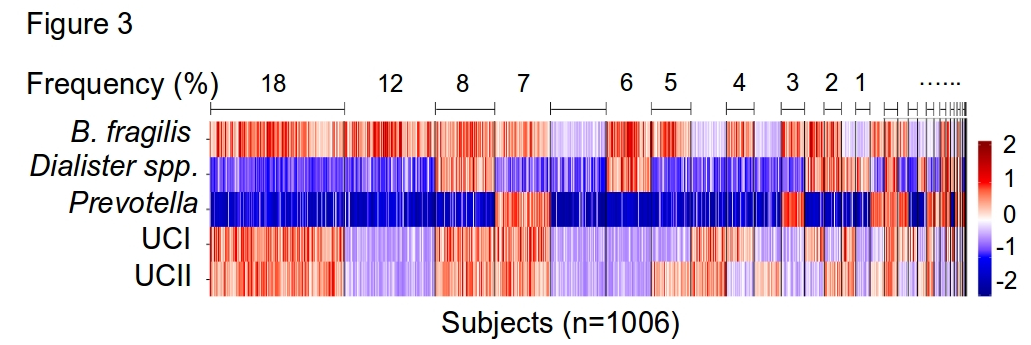 Figure 3
Frequency (%) 18 12 8 7 6 5 4 3 2 1 ......
B. fragilis
Dialister spp.
Prevotella
UCI
UCII
2
1
0
-1
-2
Subjects (n=1006)